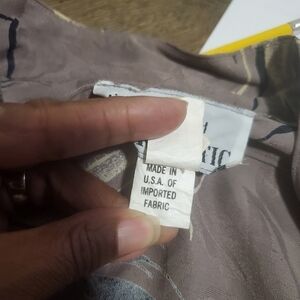 MADE IN
U.S.A. OF
IMPORTED
FABRIC